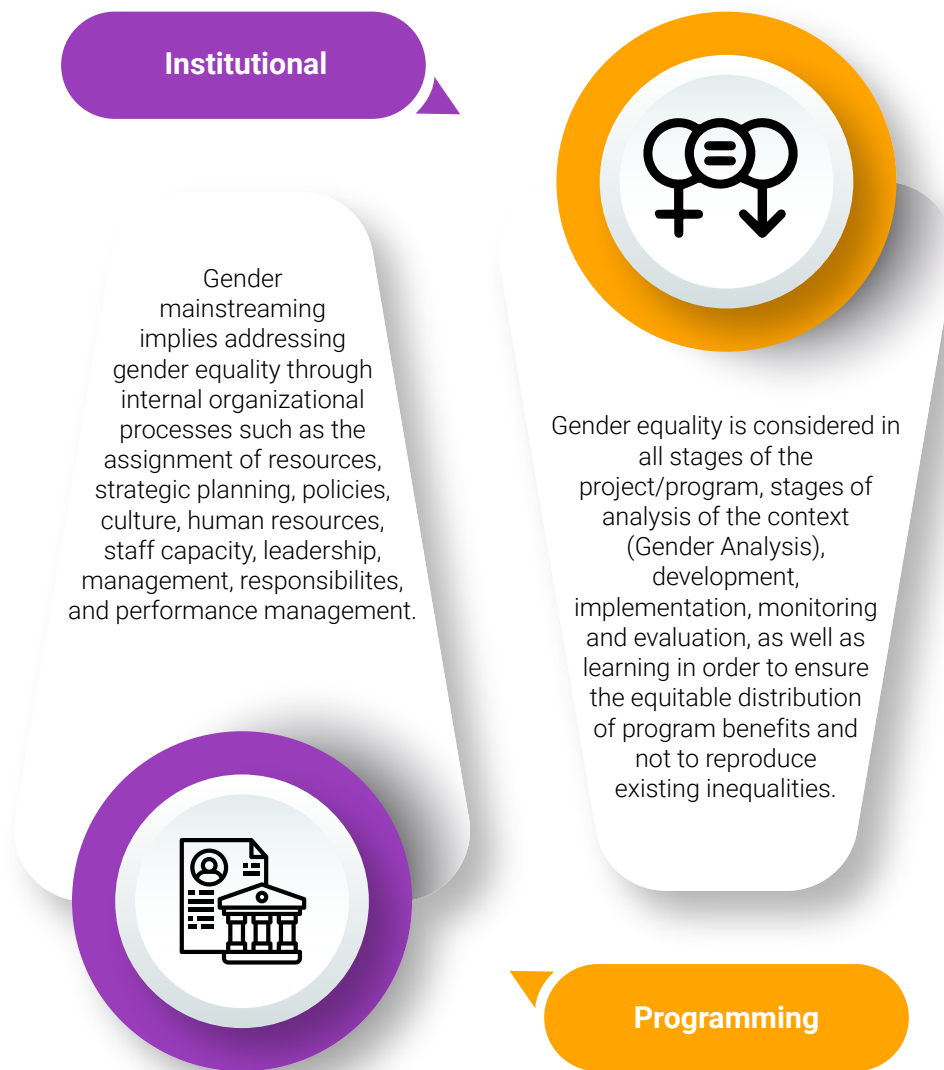 Institutional
Gender
mainstreaming
implies addressing
gender equality through
internal organizational
processes such as the
assignment of resources,
strategic planning, policies,
culture, human resources,
staff capacity, leadership,
management, responsibilites,
and performance management.
Gender equality is considered in
all stages of the
project/program, stages of
analysis of the context
(Gender Analysis),
development,
implementation, monitoring
and evaluation, as well as
learning in order to ensure
the equitable distribution
of program benefits and
not to reproduce
existing inequalities.
Programming